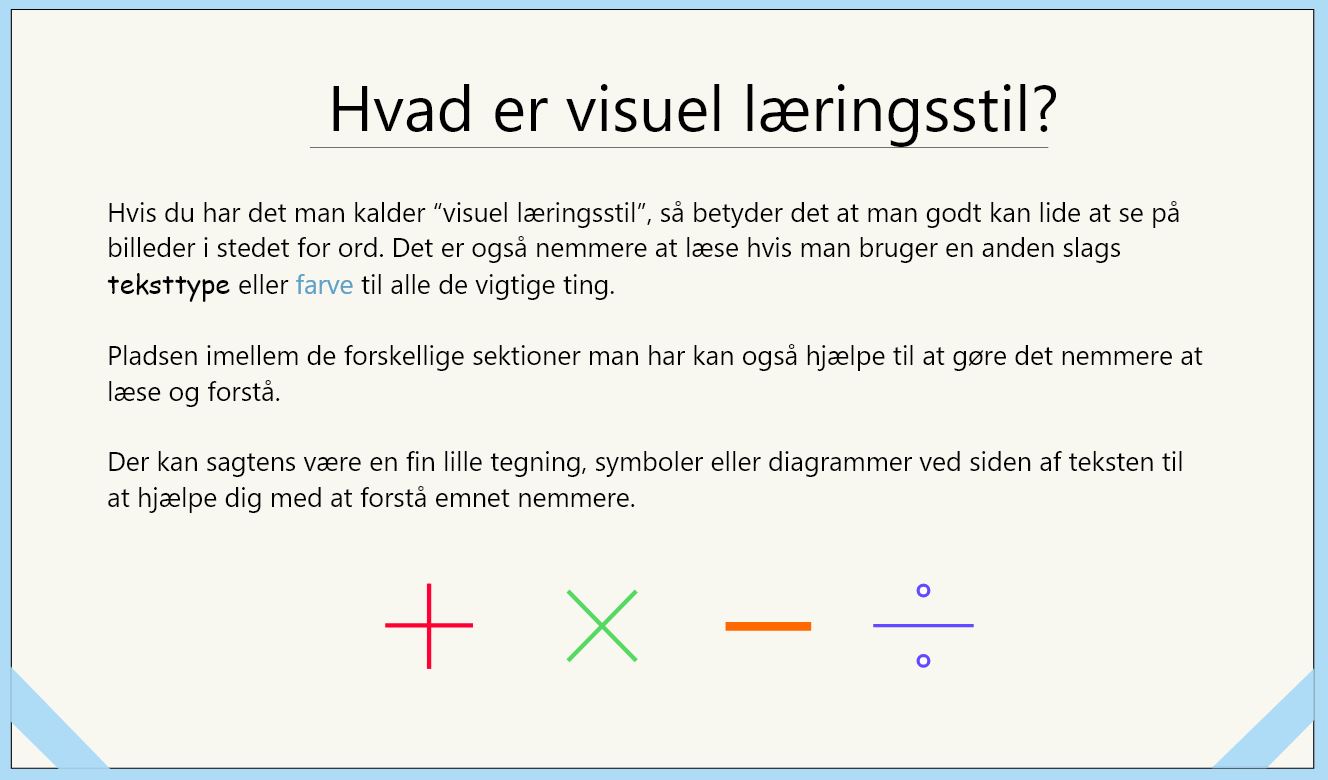 Hvad er visuel læringsstil?
Hvis du har det man kalder “visuel læringsstil”, så betyder det at man godt kan lide at se på
billeder i stedet for ord. Det er også nemmere at læse hvis man bruger en anden slags
teksttype eller farve til alle de vigtige ting.
Pladsen imellem de forskellige sektioner man har kan også hjælpe til at gøre det nemmere at
læse og forstå.
Der kan sagtens være en fin lille tegning, symboler eller diagrammer ved siden af teksten til
at hjælpe dig med at forstå emnet nemmere.